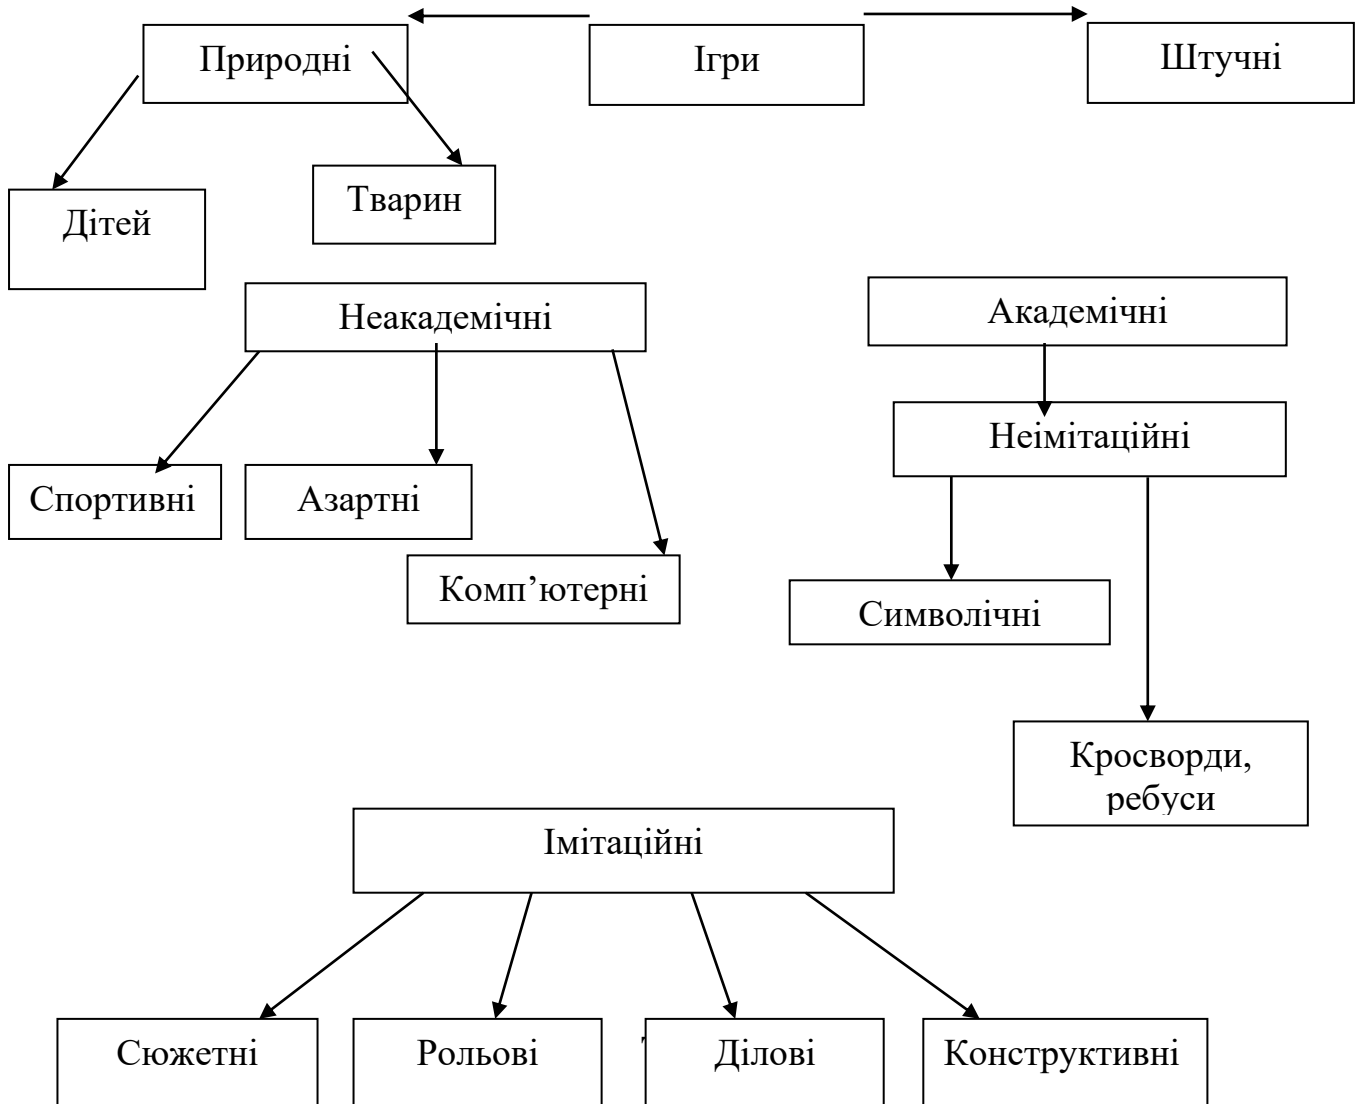 Природні
Ігри
Штучні
Дітей
Тварин
Неакадемічні
Академічні
Неімітаційні
Спортивні
Азартні
Комп’ютерні
Символічні
Кросворди,
ребуси
Імітаційні
Сюжетні
Рольові
Ділові
Конструктивні